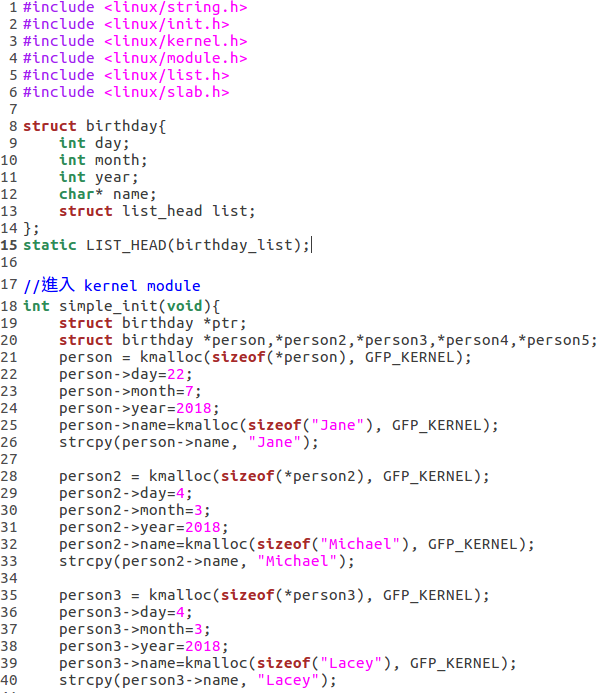 1 #include <linux/string.h>
2 #include <linux/init.h>
3 #include <linux/kernel.h>
4 #include <linux/module.h>
5 #include <linux/list.h>
6 #include <linux/slab.h>
7
8 struct birthday{
9     int day;
10     int month;
11     int year;
12     char* name;
13     struct list_head list;
14 };
15 static LIST_HEAD(birthday_list);
16
17 //進入 kernel module
18 int simple_init(void){
19     struct birthday *ptr;
20     struct birthday *person,*person2,*person3,*person4,*person5;
21     person = kmalloc(sizeof(*person), GFP_KERNEL);
22     person->day=22;
23     person->month=7;
24     person->year=2018;
25     person->name=kmalloc(sizeof("Jane"), GFP_KERNEL);
26     strcpy(person->name, "Jane");
27
28     person2 = kmalloc(sizeof(*person2), GFP_KERNEL);
29     person2->day=4;
30     person2->month=3;
31     person2->year=2018;
32     person2->name=kmalloc(sizeof("Michael"), GFP_KERNEL);
33     strcpy(person2->name, "Michael");
34
35     person3 = kmalloc(sizeof(*person3), GFP_KERNEL);
36     person3->day=4;
37     person3->month=3;
38     person3->year=2018;
39     person3->name=kmalloc(sizeof("Lacey"), GFP_KERNEL);
40     strcpy(person3->name, "Lacey");